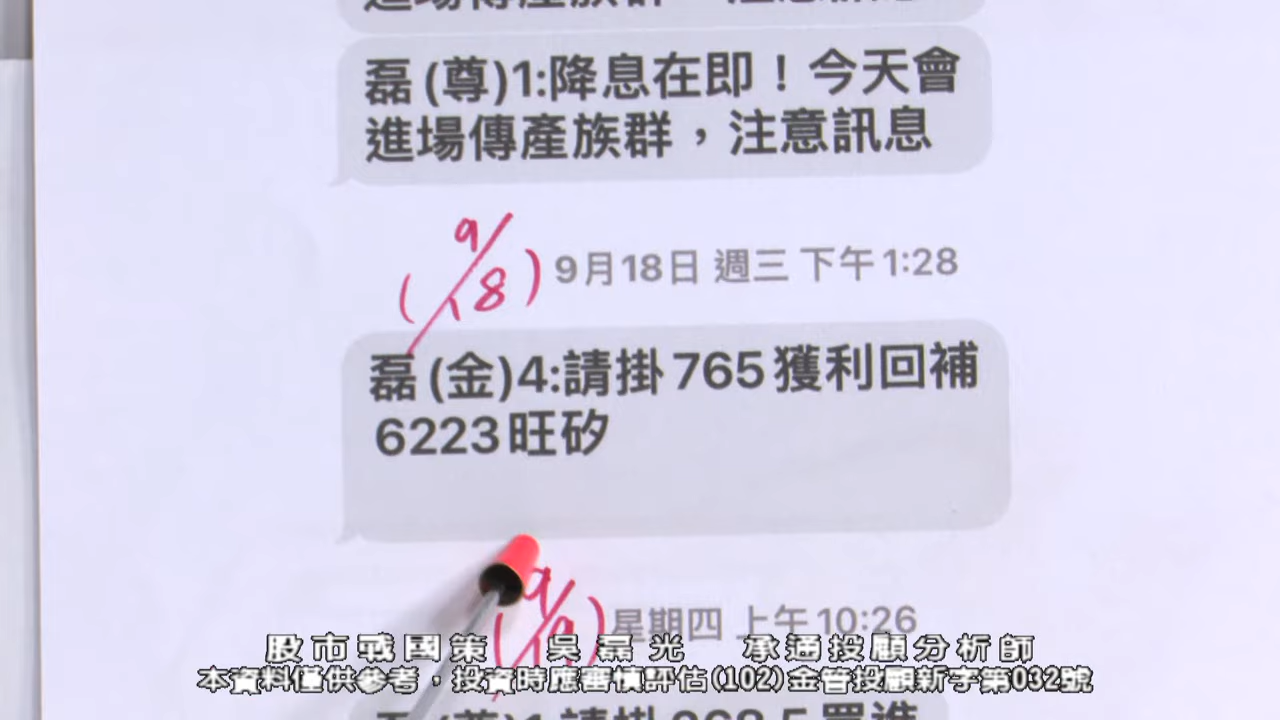 磊(尊)1:降息在即！今天會
進場傳產族群，注意訊息
(9/18) 9月18日 週三 下午1:28
磊(金)4:請掛765獲利回補
6223旺矽
(9/19) 星期四 上午10:26
股市戰國策 吳磊光 承通投顧分析師
本資料僅供參考，投資時應審慎評估(102)金管投顧新字第032號